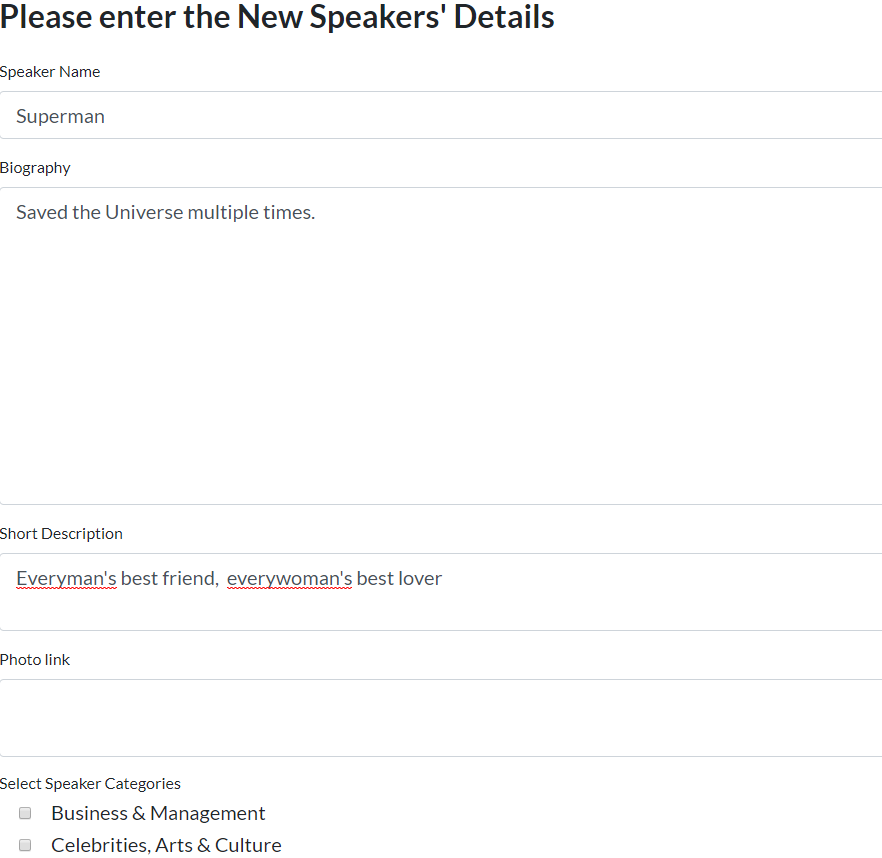 Please enter the New Speakers' Details
Speaker Name
Superman
Biography
Saved the Universe multiple times.
Short Description
Everyman's best friend,  everywoman's best lover
Photo link
Select Speaker Categories
Business & Management
Celebrities, Arts & Culture